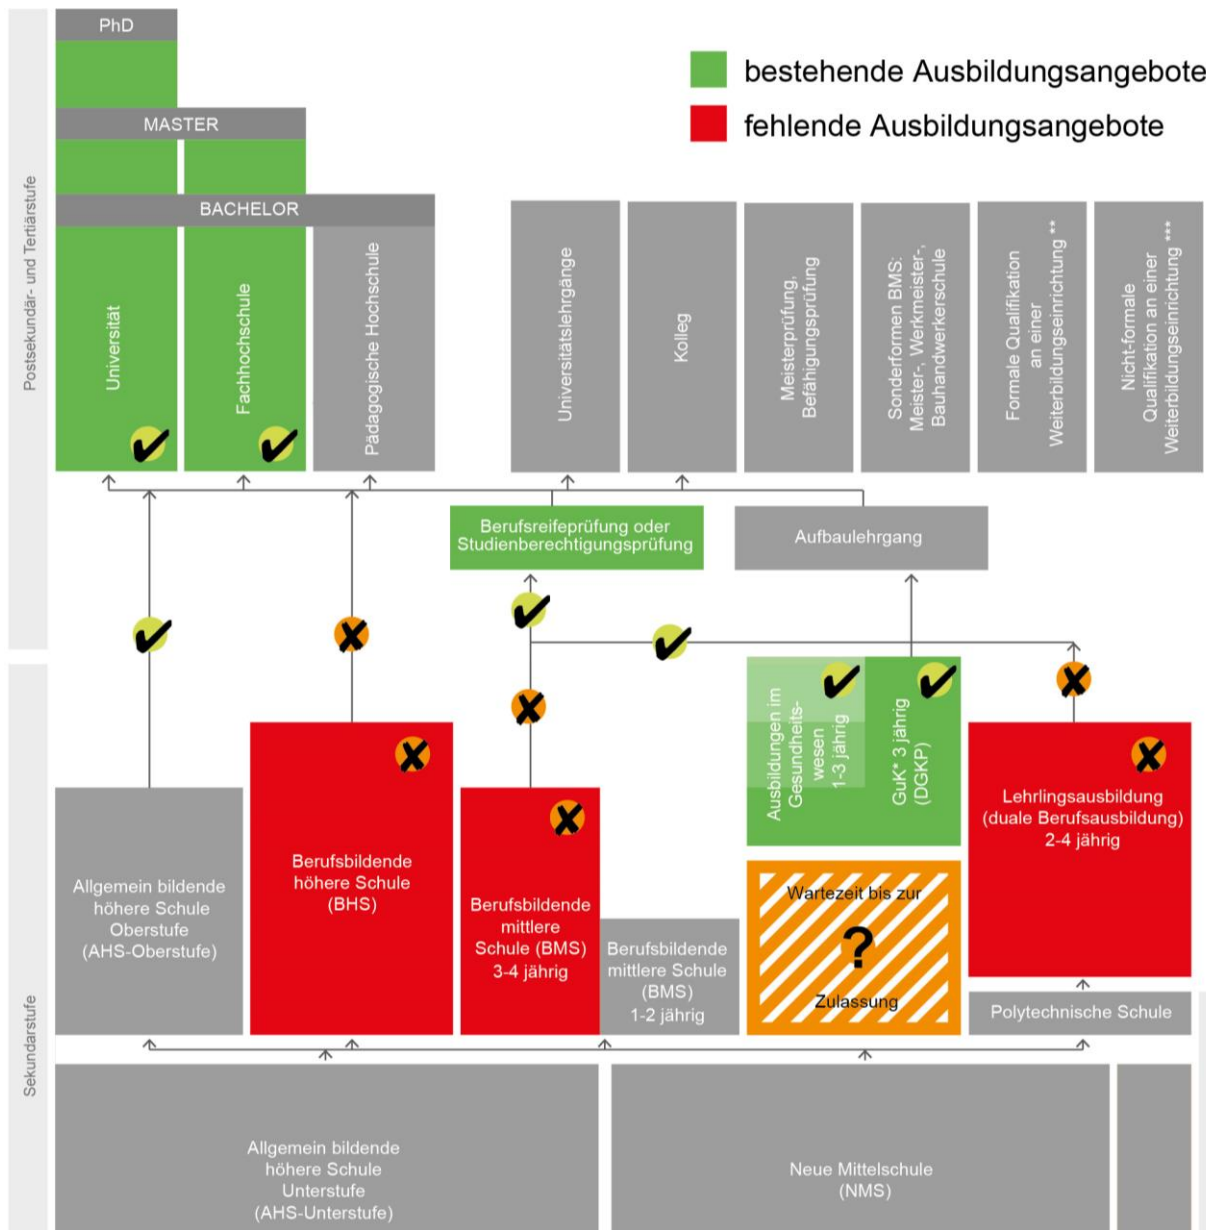 PhD
MASTER
BACHELOR
bestehende Ausbildungsangebote
fehlende Ausbildungsangebote
Postsekundär- und Tertiärstufe
Universität
Fachhochschule
Pädagogische Hochschule
Universitätslehrgänge
Kolleg
Meisterprüfung,
Befähigungsprüfung
Sonderformen BMS:
Meister-, Werkmeister-,
Bauhandwerkerschule
Formale Qualifikation
an einer
Weiterbildungseinrichtung **
Nicht-formale
Qualifikation an einer
Weiterbildungseinrichtung ***
Berufsreifeprüfung oder
Studienberechtigungsprüfung
Aufbaulehrgang
Sekundarstufe
Allgemein bildende
höhere Schule
Oberstufe
(AHS-Oberstufe)
Berufsbildende
höhere Schule
(BHS)
Berufsbildende
mittlere
Schule (BMS)
3-4 jährig
Berufsbildende
mittlere Schule
(BMS)
1-2 jährig
Ausbildungen im
Gesundheits-
wesen
1-3 jährig
GuK* 3 jährig
(DGKP)
Wartezeit bis zur
?
Zulassung
Lehrlingsausbildung
(duale Berufsausbildung)
2-4 jährig
Polytechnische Schule
Allgemein bildende
höhere Schule
Unterstufe
(AHS-Unterstufe)
Neue Mittelschule
(NMS)